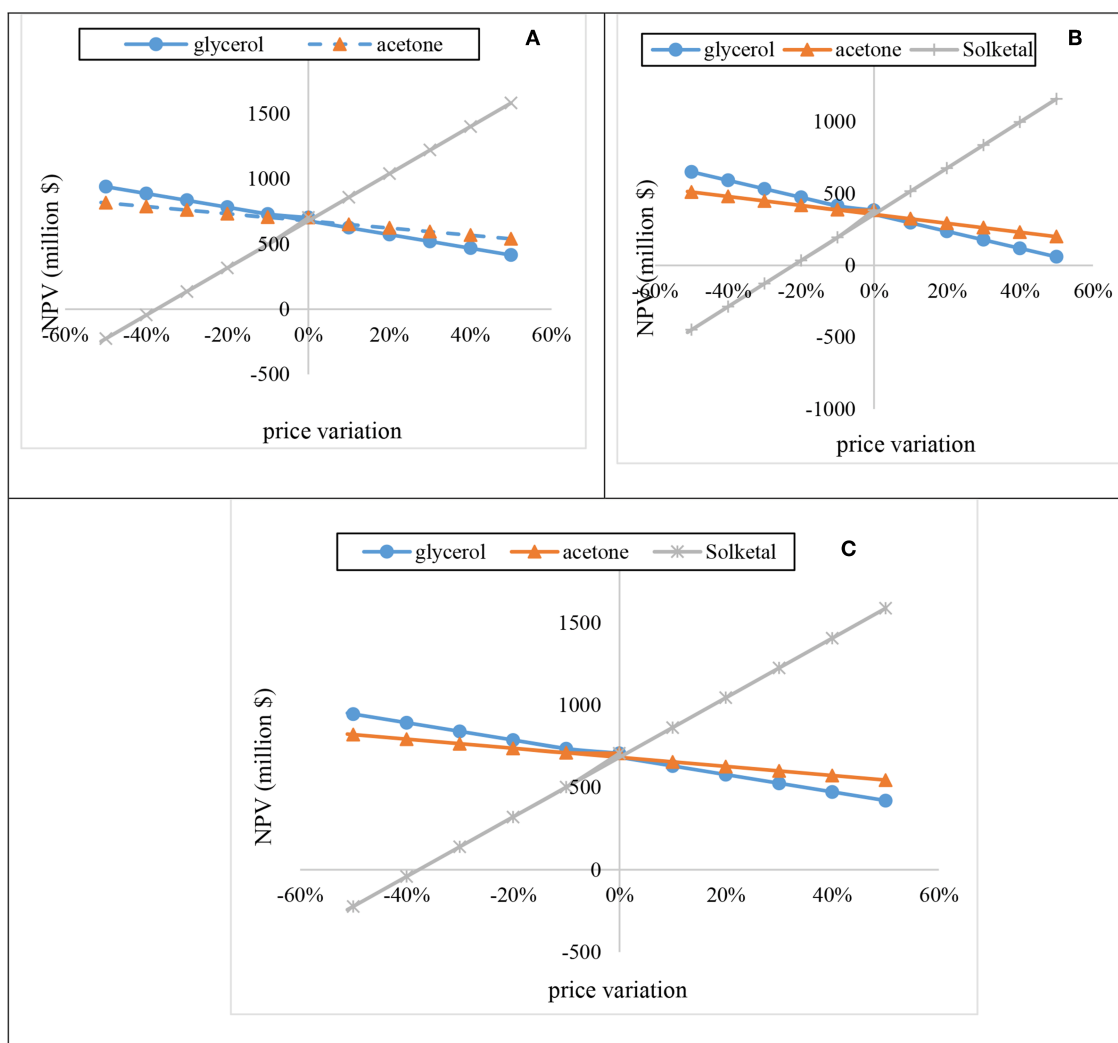 glycerol acetone A
1500
1000
500
0
-60% -40% -20% 0% 20% 40% 60%
-500
NPV (million $)
price variation
glycerol acetone Solketal B
1000
500
0
-60% -40% -20% 0% 20% 40% 60%
-500
-1000
NPV (million $)
price variation
glycerol acetone Solketal C
1500
1000
500
0
-60% -40% -20% 0% 20% 40% 60%
-500
NPV (million $)
price variation